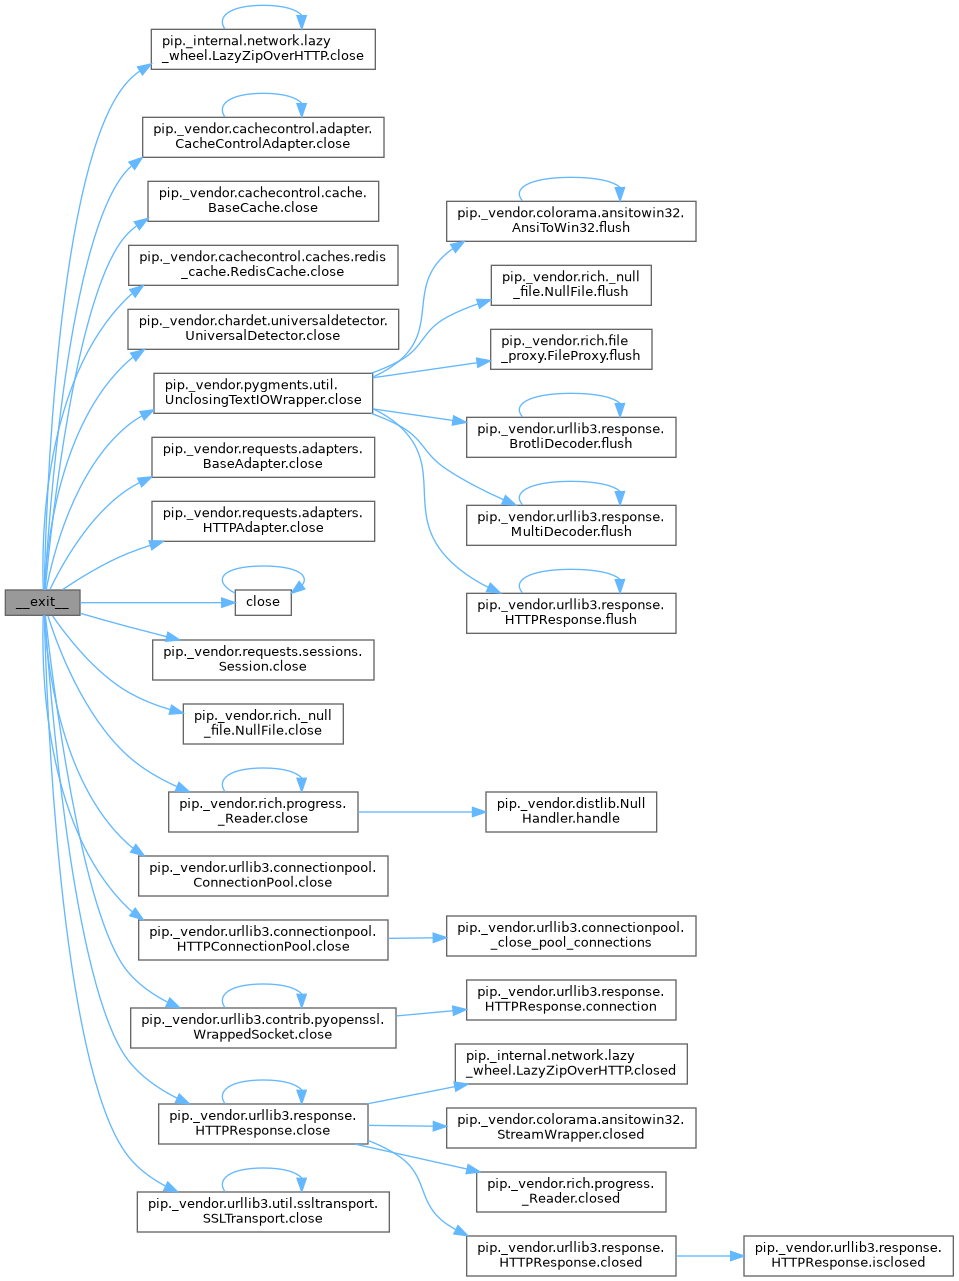 pip._internal.network.lazy
_wheel.LazyZipOverHTTP.close
pip._vendor.cachecontrol.adapter.
CacheControlAdapter.close
pip._vendor.cachecontrol.cache.
BaseCache.close
pip._vendor.cachecontrol.caches.redis
_cache.RedisCache.close
pip._vendor.chardet.universaldetector.
UniversalDetector.close
pip._vendor.pygments.util.
UnclosingTextIOWrapper.close
pip._vendor.requests.adapters.
BaseAdapter.close
pip._vendor.requests.adapters.
HTTPAdapter.close
__exit__
close
pip._vendor.requests.sessions.
Session.close
pip._vendor.rich._null
_file.NullFile.close
pip._vendor.rich.progress.
_Reader.close
pip._vendor.urllib3.connectionpool.
ConnectionPool.close
pip._vendor.urllib3.connectionpool.
HTTPConnectionPool.close
pip._vendor.urllib3.contrib.pyopenssl.
WrappedSocket.close
pip._vendor.urllib3.response.
HTTPResponse.close
pip._vendor.urllib3.util.ssltransport.
SSLTransport.close
pip._vendor.colorama.ansitowin32.
AnsiToWin32.flush
pip._vendor.rich._null
_file.NullFile.flush
pip._vendor.rich.file
_proxy.FileProxy.flush
pip._vendor.urllib3.response.
BrotliDecoder.flush
pip._vendor.urllib3.response.
MultiDecoder.flush
pip._vendor.urllib3.response.
HTTPResponse.flush
pip._vendor.distlib.Null
Handler.handle
pip._vendor.urllib3.connectionpool.
_close_pool_connections
pip._vendor.urllib3.response.
HTTPResponse.connection
pip._internal.network.lazy
_wheel.LazyZipOverHTTP.closed
pip._vendor.colorama.ansitowin32.
StreamWrapper.closed
pip._vendor.rich.progress.
_Reader.closed
pip._vendor.urllib3.response.
HTTPResponse.closed
pip._vendor.urllib3.response.
HTTPResponse.isclosed